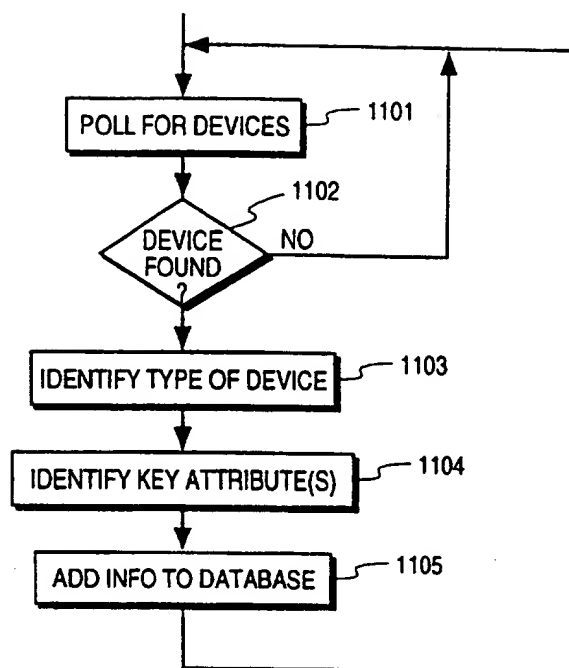 POLL FOR DEVICES
1101
1102
DEVICE
FOUND
?
NO
IDENTIFY TYPE OF DEVICE
1103
IDENTIFY KEY ATTRIBUTE(S)
1104
ADD INFO TO DATABASE
1105